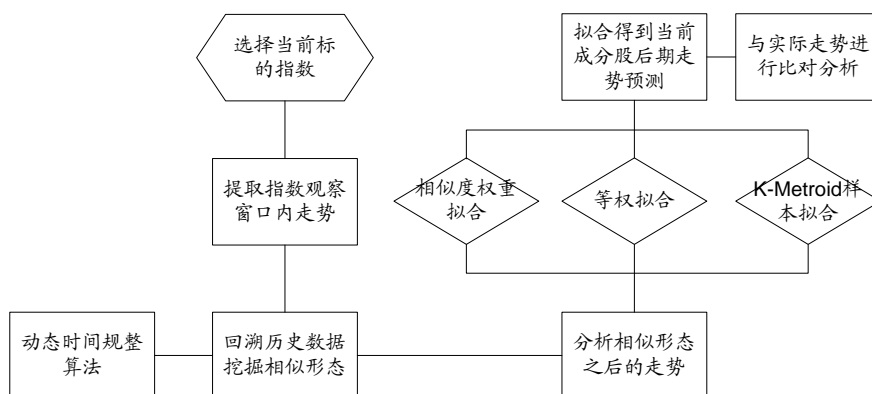 选择当前标
的指数
拟合得到当前
成分股后期走
势预测
与实际走势进
行比对分析
提取指数观察
窗口内走势
相似度权重
拟合
等权拟合
K-Metroid样
本拟合
动态时间规整
算法
回溯历史数据
挖掘相似形态
分析相似形态
之后的走势